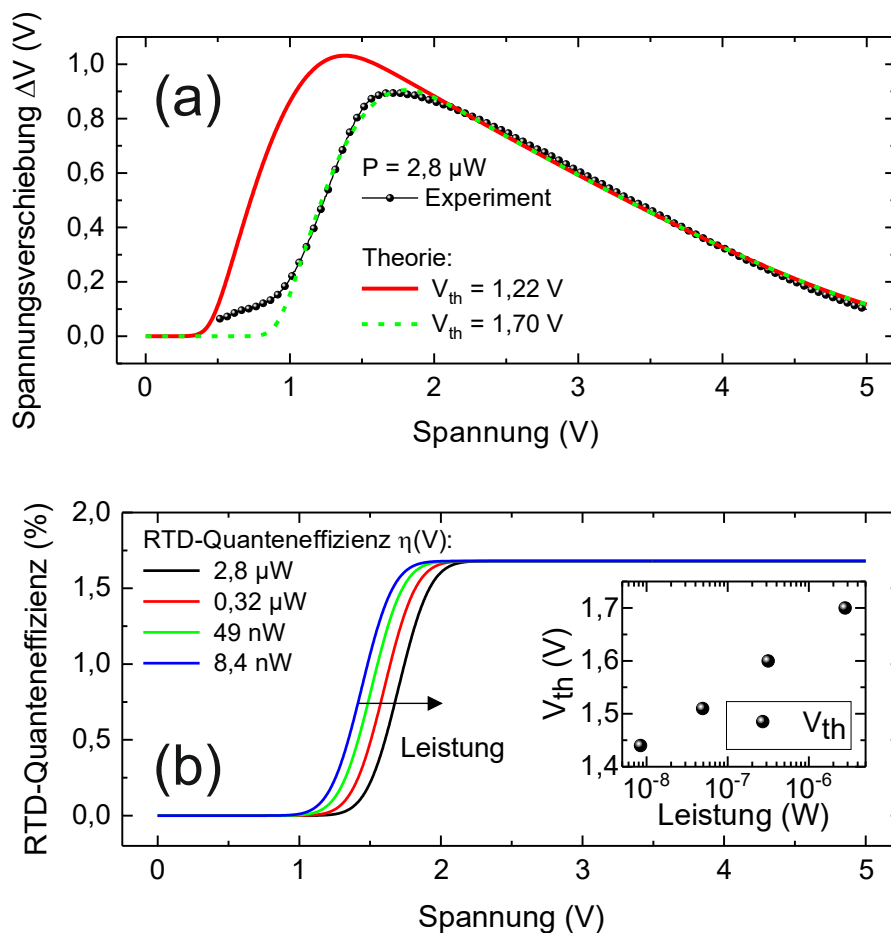 Spannungsverschiebung ΔV (V)
1,0
0,8
0,6
0,4
0,2
0,0
(a)
P = 2,8 µW
Experiment
Theorie:
V_th = 1,22 V
V_th = 1,70 V
0 1 2 3 4 5
Spannung (V)
RTD-Quanteneffizienz (%)
2,0
1,5
1,0
0,5
0,0
RTD-Quanteneffizienz η(V):
2,8 µW
0,32 µW
49 nW
8,4 nW
Leistung
(b)
V_th (V)
1,7
1,6
1,5
1,4
V_th
10⁻⁸ 10⁻⁷ 10⁻⁶
Leistung (W)
0 1 2 3 4 5
Spannung (V)